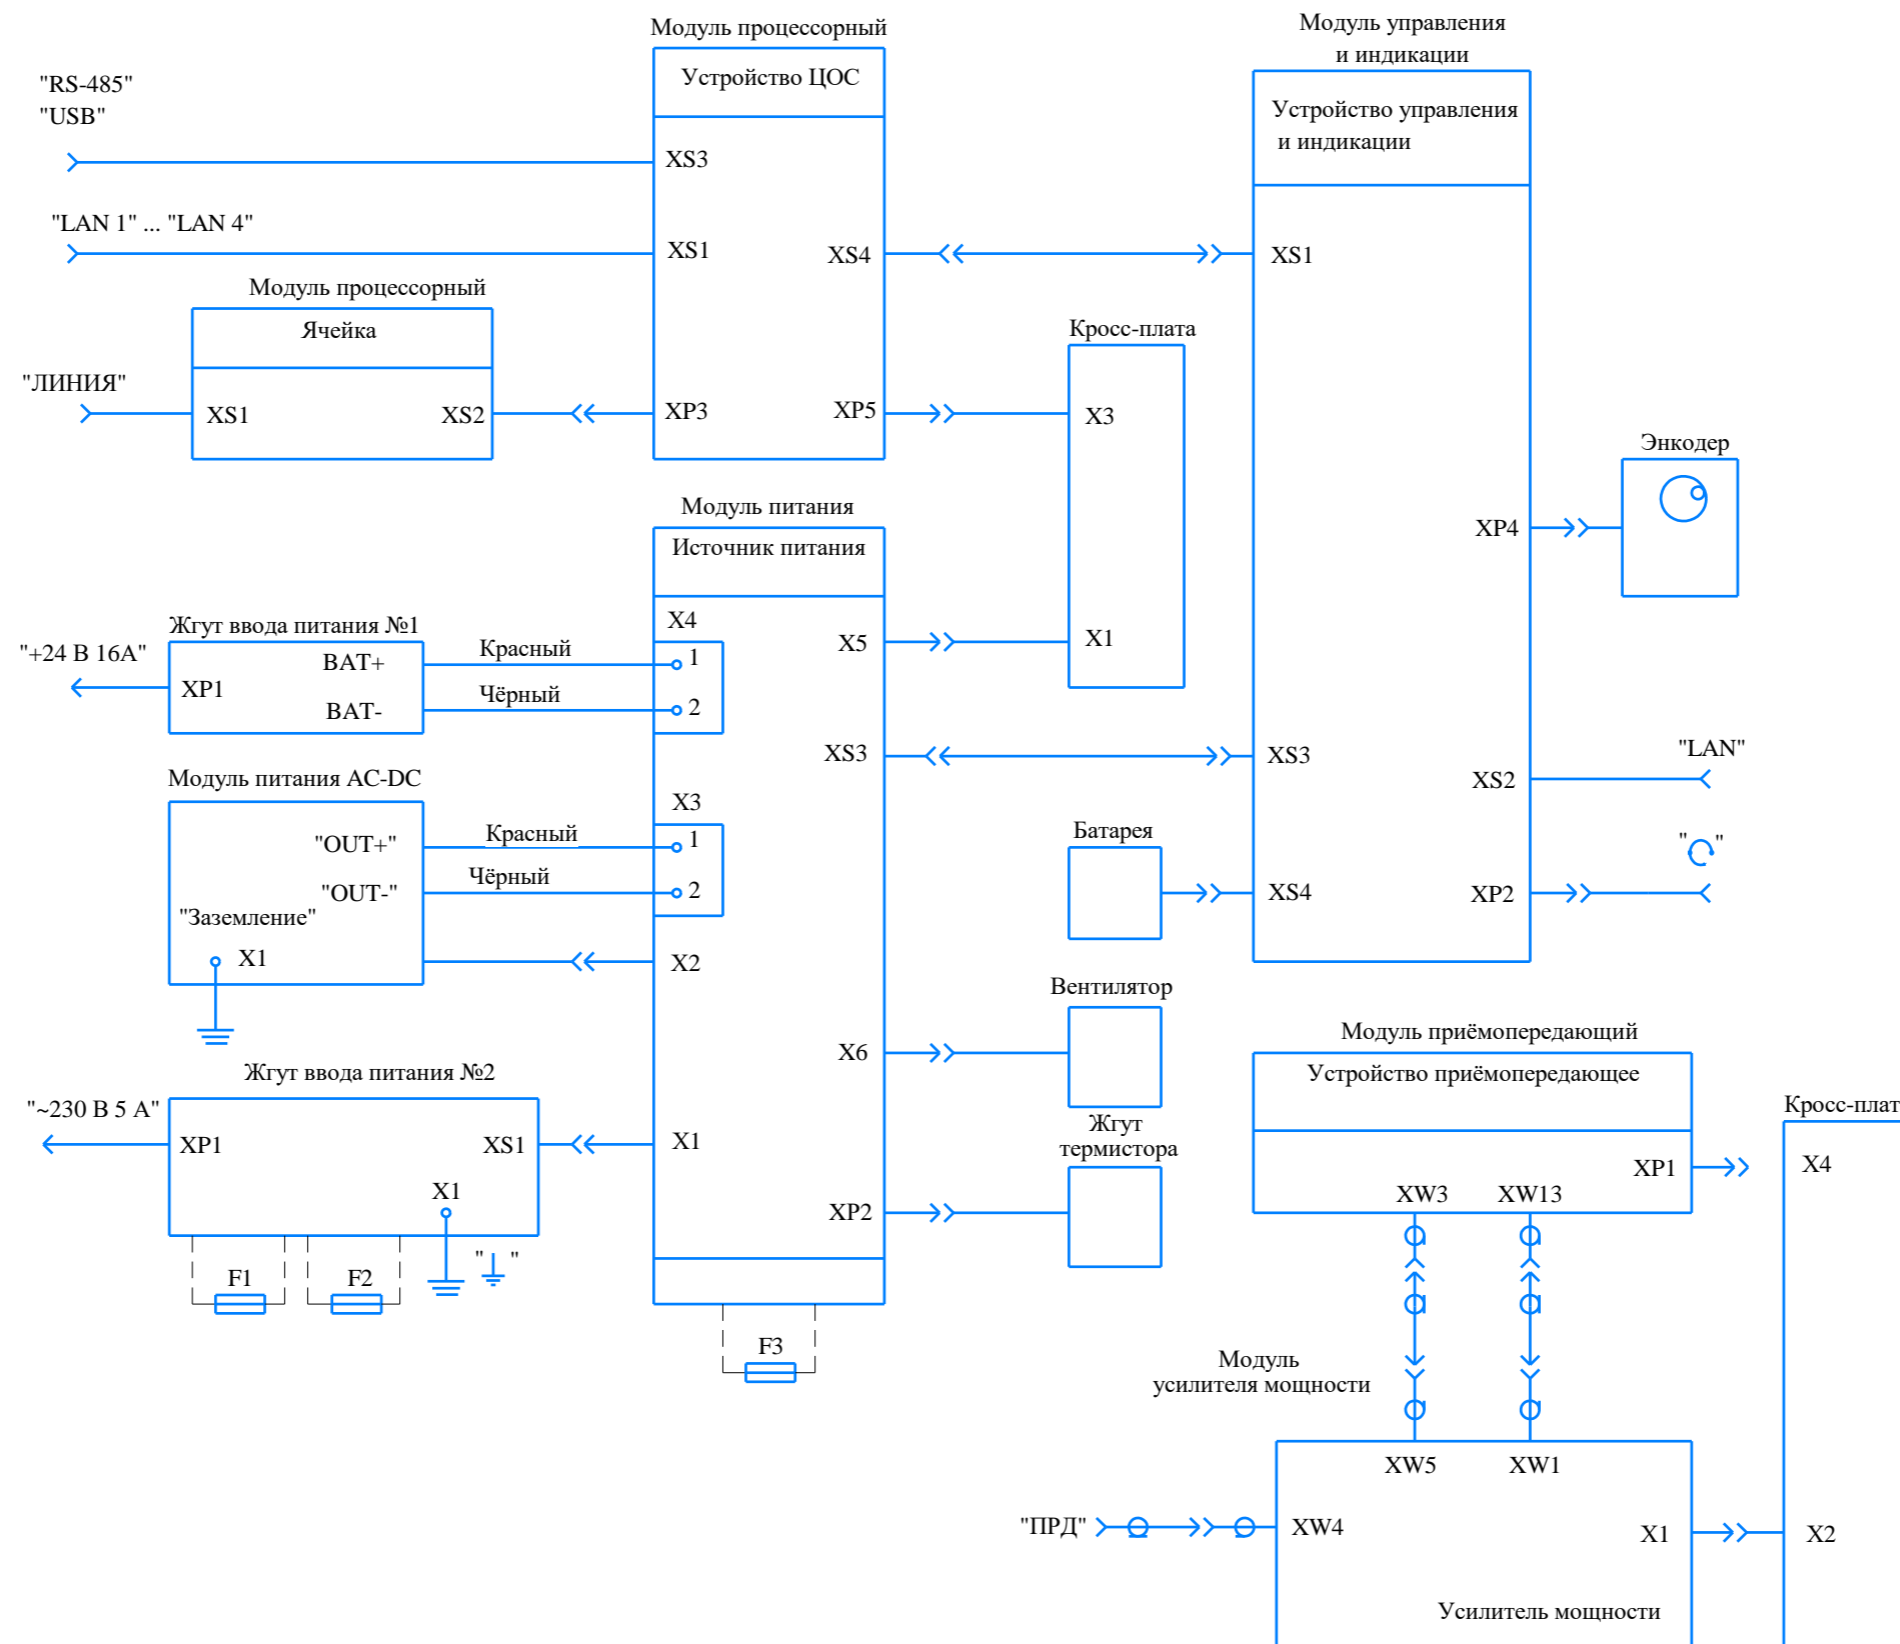 Модуль процессорный
Устройство ЦОС
"RS-485"
"USB"
XS3
"LAN 1" ... "LAN 4"
XS1
XS4
Модуль процессорный
Ячейка
"ЛИНИЯ"
XS1
XS2
XP3
XP5
Модуль управления
и индикации
Устройство управления
и индикации
XS1
Кросс-плата
X3
X1
Энкодер
XP4
Модуль питания
Источник питания
X4
1
2
X5
Жгут ввода питания №1
"+24 В 16А"
XP1
BAT+
BAT-
Красный
Чёрный
XS3
XS3
"LAN"
XS2
Модуль питания AC-DC
X3
1
2
"OUT+"
"OUT-"
Красный
Чёрный
"Заземление"
X1
X2
Батарея
XS4
XP2
" "
Вентилятор
X6
Жгут ввода питания №2
"~230 В 5 А"
XP1
XS1
X1
X1
" "
F1
F2
Жгут
термистора
XP2
F3
Модуль приёмопередающий
Устройство приёмопередающее
XP1
XW3
XW13
Кросс-плат
X4
Модуль
усилителя мощности
XW5
XW1
"ПРД"
XW4
X1
X2
Усилитель мощности